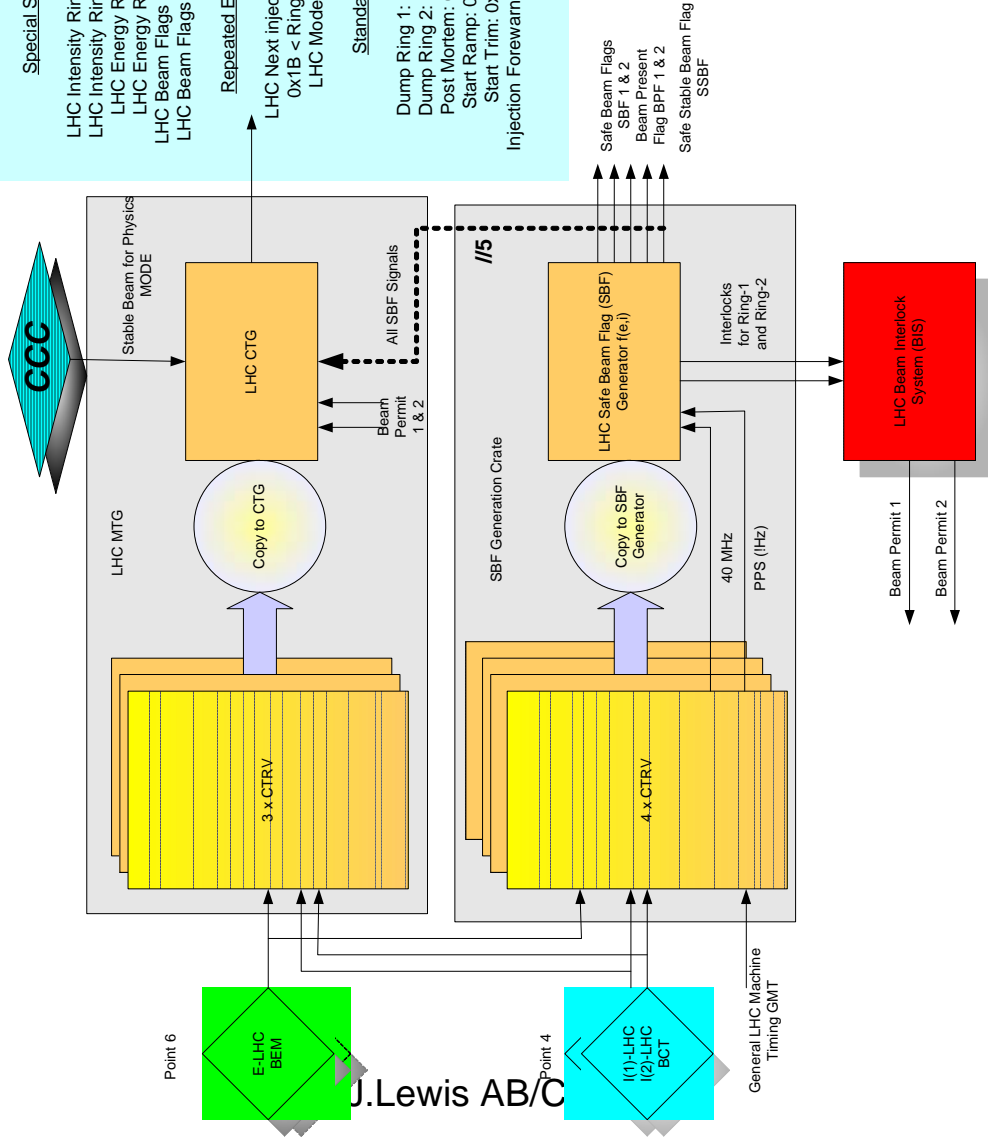 Special S
LHC Intensity Rin
LHC Intensity Rin
LHC Energy R
LHC Energy R
LHC Beam Flags
LHC Beam Flags
Repeated E
LHC Next inject
0x1B < Ring
LHC Mode
Standa
Dump Ring 1:
Dump Ring 2:
Post Mortem:
Start Ramp: 0
Start Trim: 0x
Injection Forewarn
CCC
Stable Beam for Physics
MODE
LHC MTG
3 x CTRV
Copy to CTG
LHC CTG
Beam
Permit
1 & 2
All SBF Signals
//5
SBF Generation Crate
4 x CTRV
Copy to SBF
Generator
LHC Safe Beam Flag (SBF)
Generator f(e,i)
40 MHz
PPS (!Hz)
Interlocks
for Ring-1
and Ring-2
Safe Beam Flags
SBF 1 & 2
Beam Present
Flag BPF 1 & 2
Safe Stable Beam Flag
SSBF
LHC Beam Interlock
System (BIS)
Beam Permit 1
Beam Permit 2
Point 6
E-LHC
BEM
Point 4
I(1)-LHC
I(2)-LHC
BCT
General LHC Machine
Timing GMT
J.Lewis AB/C